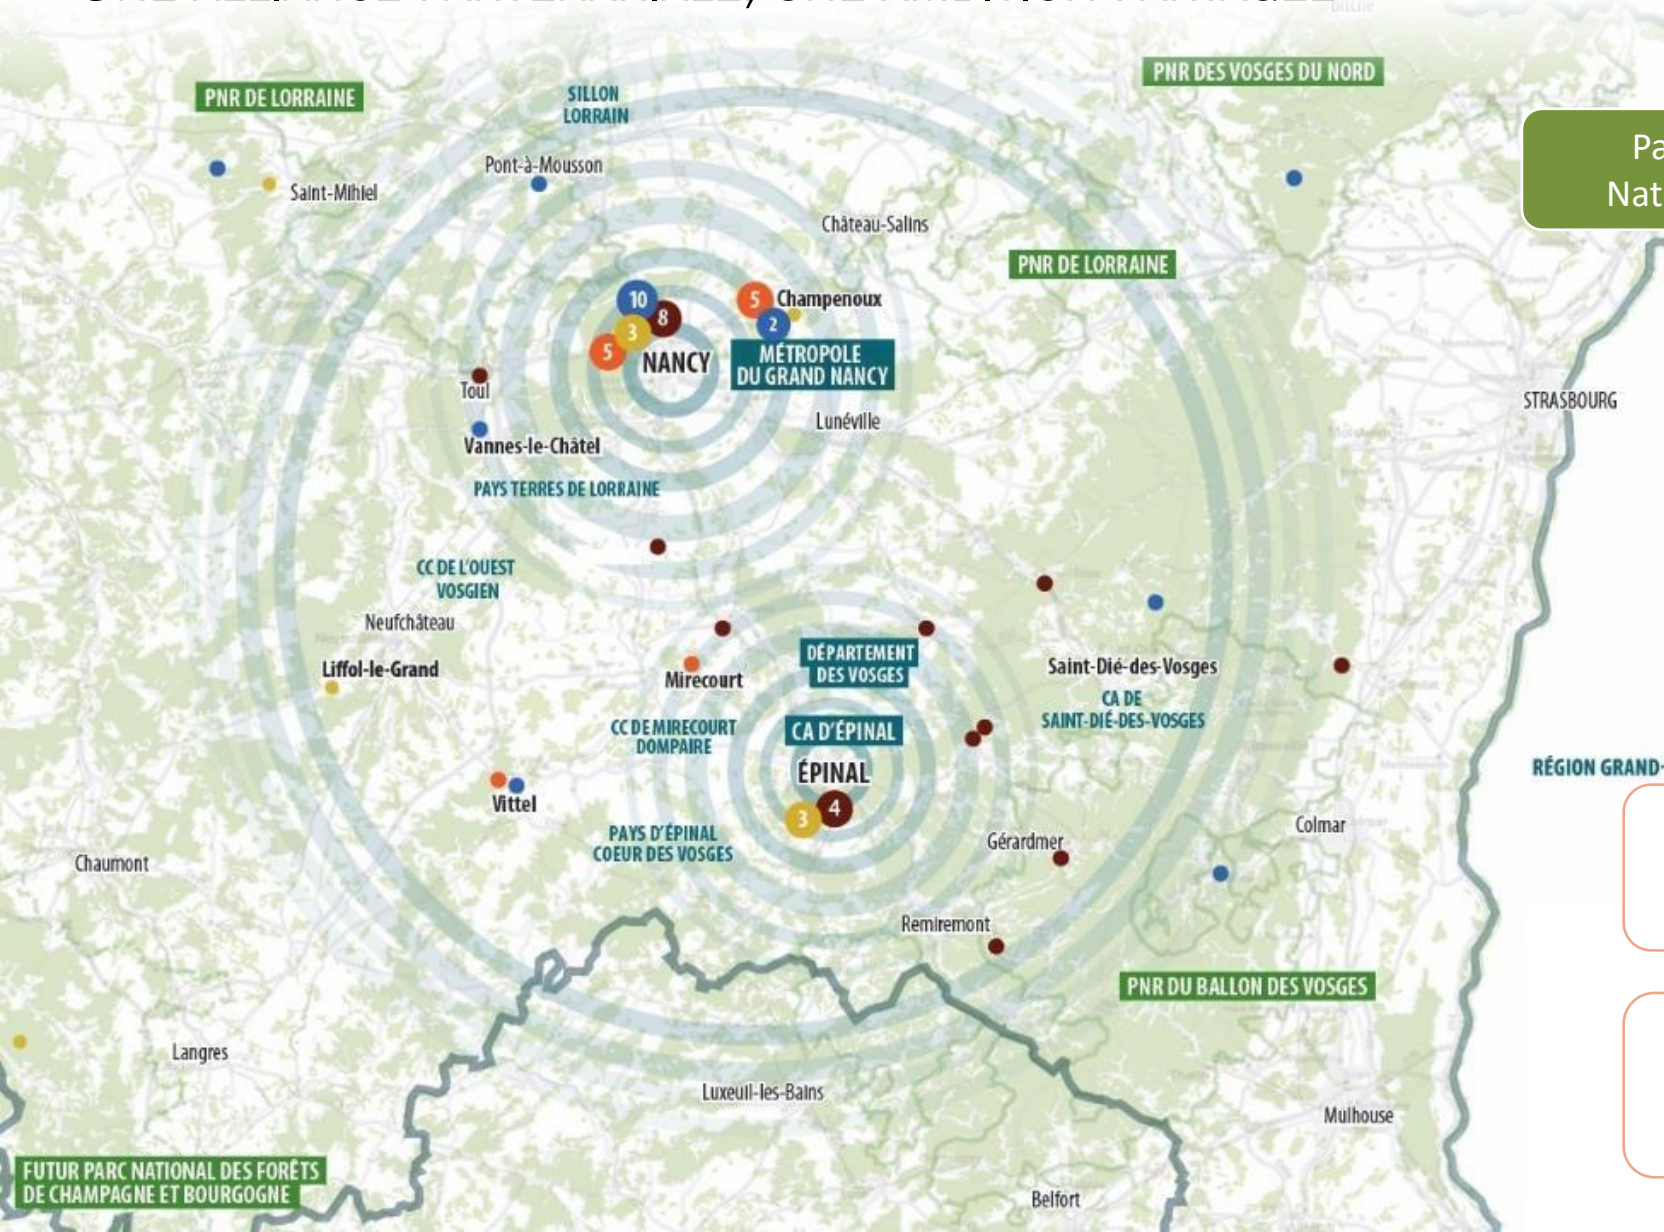 PNR DES VOSGES DU NORD
PNR DE LORRAINE
SILLON
LORRAIN
Pont-à-Mousson
Saint-Mihiel
Château-Salins
PNR DE LORRAINE
10
8
3
5
NANCY
5
Champenoux
2
MÉTROPOLE
DU GRAND NANCY
Toul
STRASBOURG
Lunéville
Vannes-le-Châtel
PAYS TERRES DE LORRAINE
CC DE L'OUEST
VOSGIEN
Neufchâteau
Liffol-le-Grand
Mirecourt
DÉPARTEMENT
DES VOSGES
Saint-Dié-des-Vosges
CA DE
SAINT-DIÉ-DES-VOSGES
CC DE MIRECOURT
DOMPAIRE
CA D'ÉPINAL
ÉPINAL
3
4
RÉGION GRAND-
Vittel
PAYS D'ÉPINAL
COEUR DES VOSGES
Gérardmer
Colmar
Chaumont
Remiremont
PNR DU BALLON DES VOSGES
Langres
Luxeuil-les-Bains
Mulhouse
FUTUR PARC NATIONAL DES FORÊTS
DE CHAMPAGNE ET BOURGOGNE
Belfort